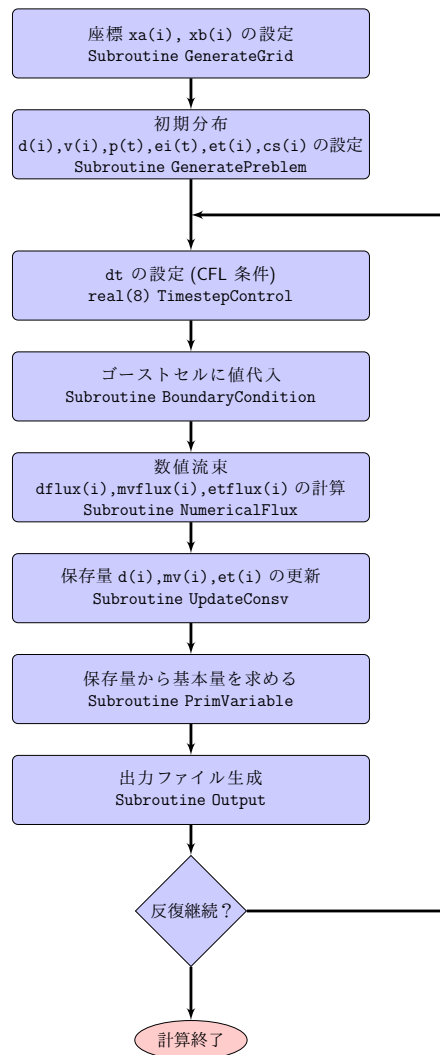 座標 xa(i), xb(i) の設定
Subroutine GenerateGrid
初期分布
d(i),v(i),p(t),ei(t),et(i),cs(i) の設定
Subroutine GeneratePreblem
dt の設定 (CFL 条件)
real(8) TimestepControl
ゴーストセルに値代入
Subroutine BoundaryCondition
数値流束
dflux(i),mvflux(i),etflux(i) の計算
Subroutine NumericalFlux
保存量 d(i),mv(i),et(i) の更新
Subroutine UpdateConsv
保存量から基本量を求める
Subroutine PrimVariable
出力ファイル生成
Subroutine Output
反復継続？
計算終了